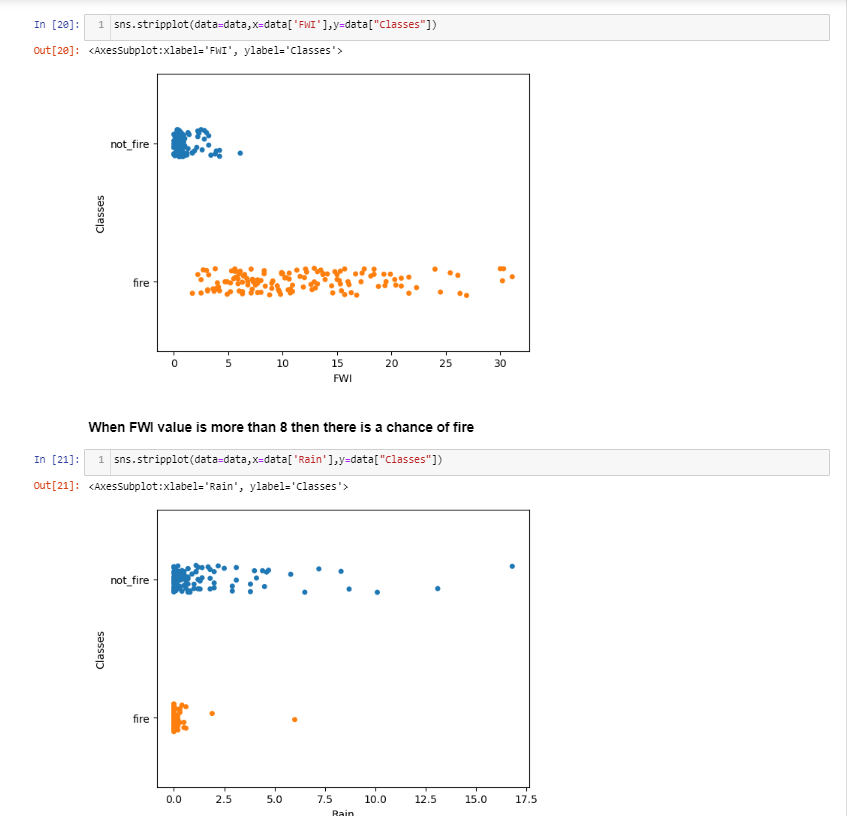 In [20]: 1 sns.stripplot(data=data,x=data['FWI'],y=data["Classes"])
Out[20]: <AxesSubplot:xlabel='FWI', ylabel='Classes'>
not_fire
Classes
fire
0 5 10 15 20 25 30
FWI
When FWI value is more than 8 then there is a chance of fire
In [21]: 1 sns.stripplot(data=data,x=data['Rain'],y=data["Classes"])
Out[21]: <AxesSubplot:xlabel='Rain', ylabel='Classes'>
not_fire
Classes
fire
0.0 2.5 5.0 7.5 10.0 12.5 15.0 17.5
Rain